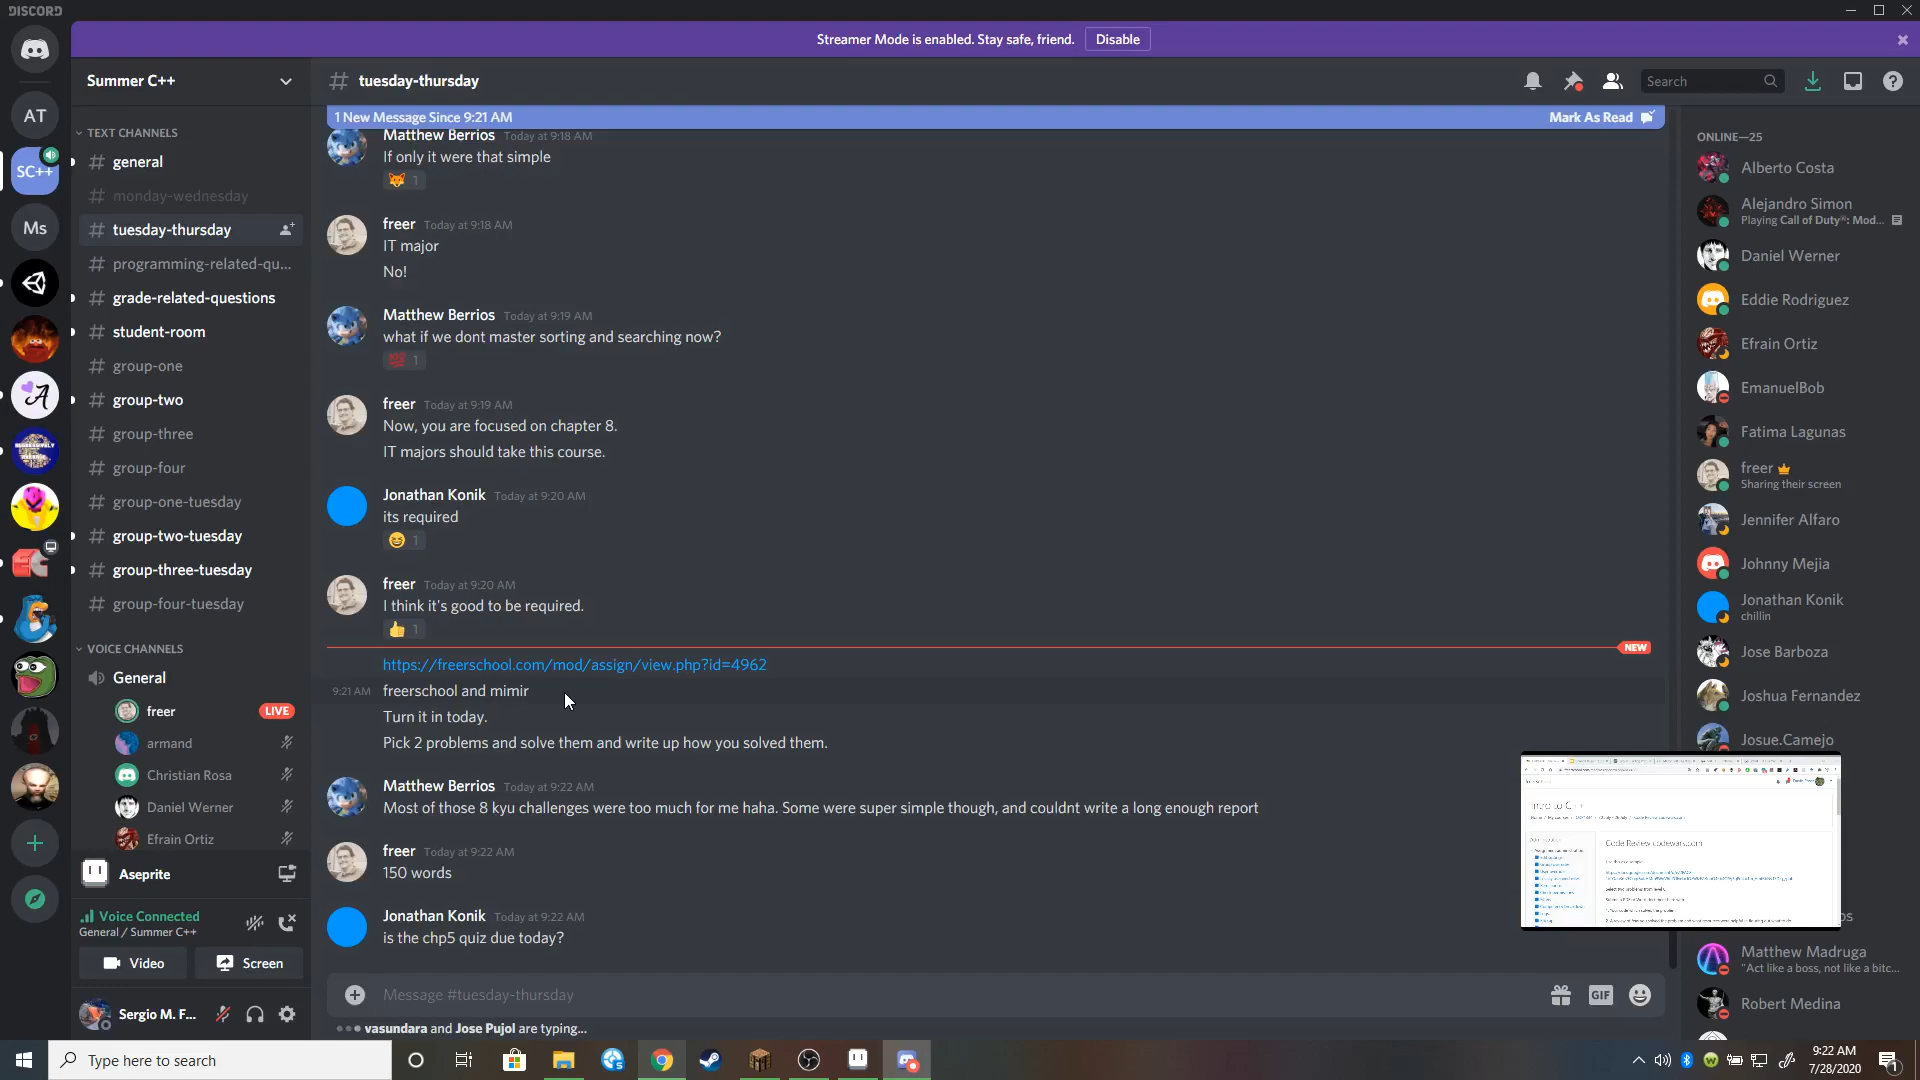 DISCORD
Streamer Mode is enabled. Stay safe, friend.
Disable
AT
SC++
Ms
Summer C++
TEXT CHANNELS
general
monday-wednesday
tuesday-thursday
programming-related-qu...
grade-related-questions
student-room
group-one
group-two
group-three
group-four
group-one-tuesday
group-two-tuesday
group-three-tuesday
group-four-tuesday
VOICE CHANNELS
General
freer
LIVE
armand
Christian Rosa
Daniel Werner
Efrain Ortiz
Aseprite
Voice Connected
General / Summer C++
Video
Screen
Sergio M. F...
tuesday-thursday
Search
1 New Message Since 9:21 AM
Mark As Read
Matthew Berrios Today at 9:18 AM
If only it were that simple
1
freer Today at 9:18 AM
IT major
No!
Matthew Berrios Today at 9:19 AM
what if we dont master sorting and searching now?
1
freer Today at 9:19 AM
Now, you are focused on chapter 8.
IT majors should take this course.
Jonathan Konik Today at 9:20 AM
its required
1
freer Today at 9:20 AM
I think it's good to be required.
1
NEW
https://freerschool.com/mod/assign/view.php?id=4962
9:21 AM freerschool and mimir
Turn it in today.
Pick 2 problems and solve them and write up how you solved them.
Matthew Berrios Today at 9:22 AM
Most of those 8 kyu challenges were too much for me haha. Some were super simple though, and couldnt write a long enough report
freer Today at 9:22 AM
150 words
Jonathan Konik Today at 9:22 AM
is the chp5 quiz due today?
Message #tuesday-thursday
GIF
vasundara and Jose Pujol are typing...
ONLINE—25
Alberto Costa
Alejandro Simon
Playing Call of Duty®: Mod...
Daniel Werner
Eddie Rodriguez
Efrain Ortiz
EmanuelBob
Fatima Lagunas
freer
Sharing their screen
Jennifer Alfaro
Johnny Mejia
Jonathan Konik
chillin
Jose Barboza
Joshua Fernandez
Josue.Camejo
Intro to C++
Code Review codewars.com
Matthew Madruga
"Act like a boss, not like a bitc...
Robert Medina
Type here to search
9:22 AM
7/28/2020
1